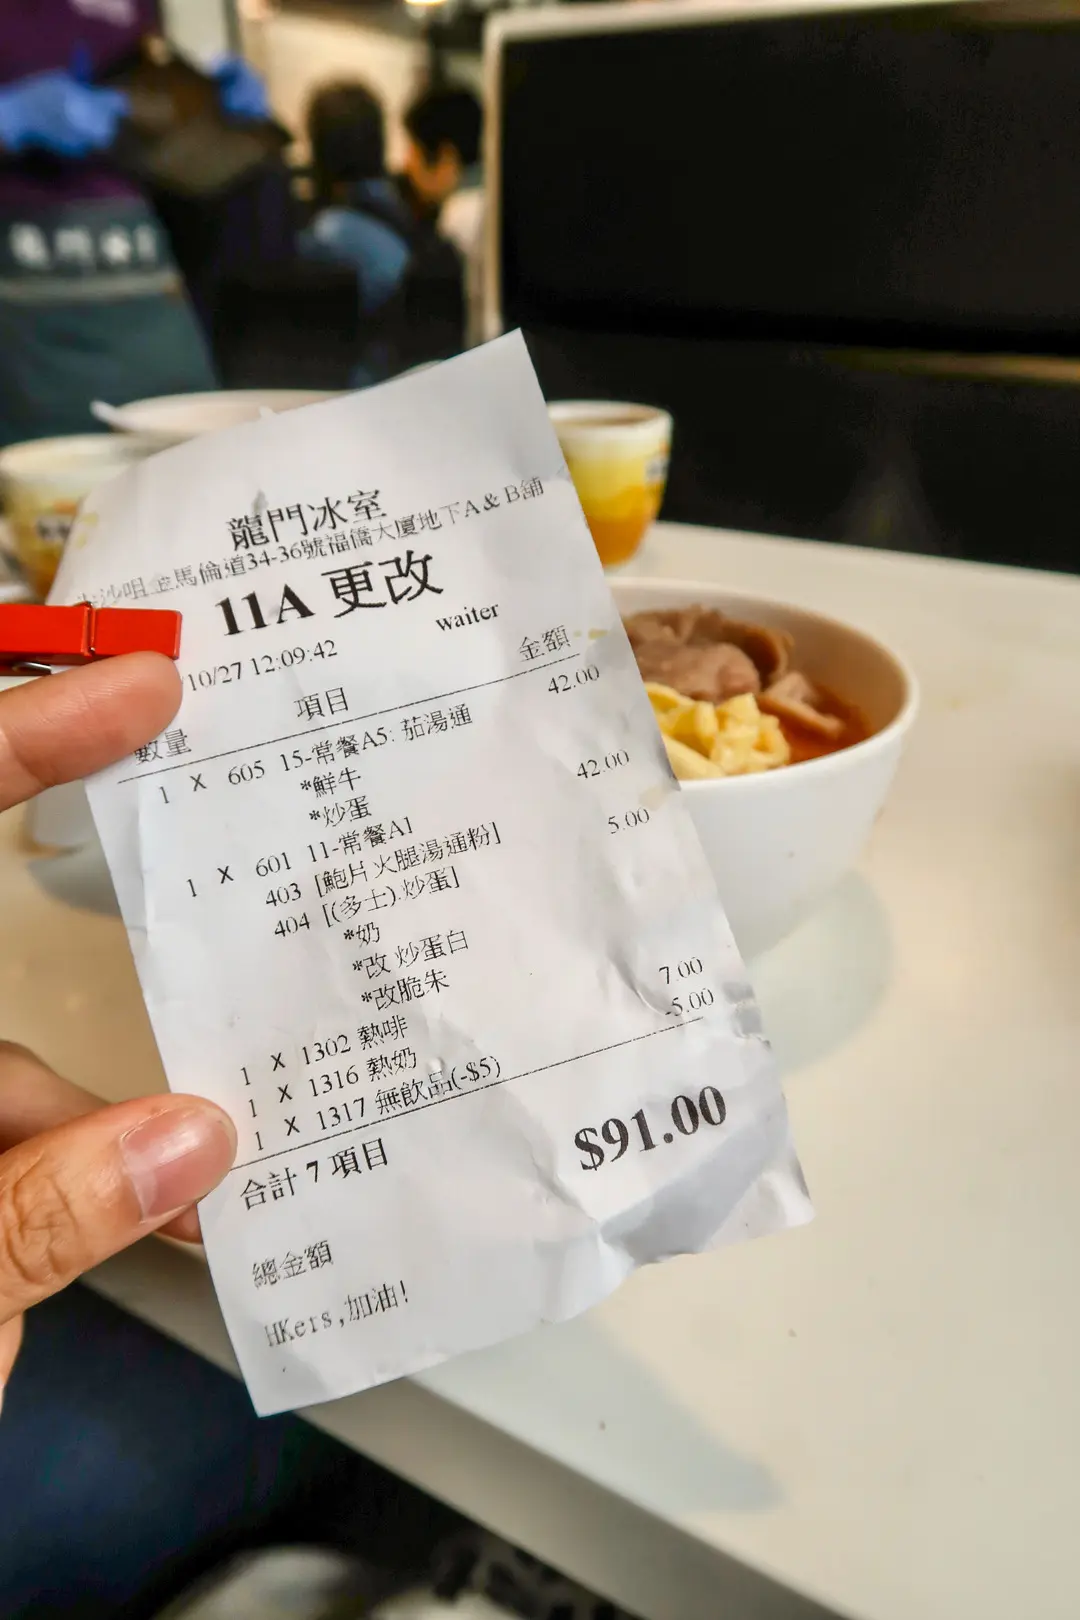 龍門冰室
尖沙咀金馬倫道34-36號福僑大廈地下A & B舖
11A 更改
waiter
/10/27 12:09:42
數量 項目 金額
1 X 605 15-常餐A5: 茄湯通 42.00
*鮮牛
*炒蛋
1 X 601 11-常餐A1 42.00
403 [鮑片火腿湯通粉] 5.00
404 [(多士).炒蛋]
*奶
*改 炒蛋白
*改脆朱
1 X 1302 熱啡
1 X 1316 熱奶 7.00
1 X 1317 無飲品(-$5) -5.00
合計 7 項目 $91.00
總金額
HKers,加油!